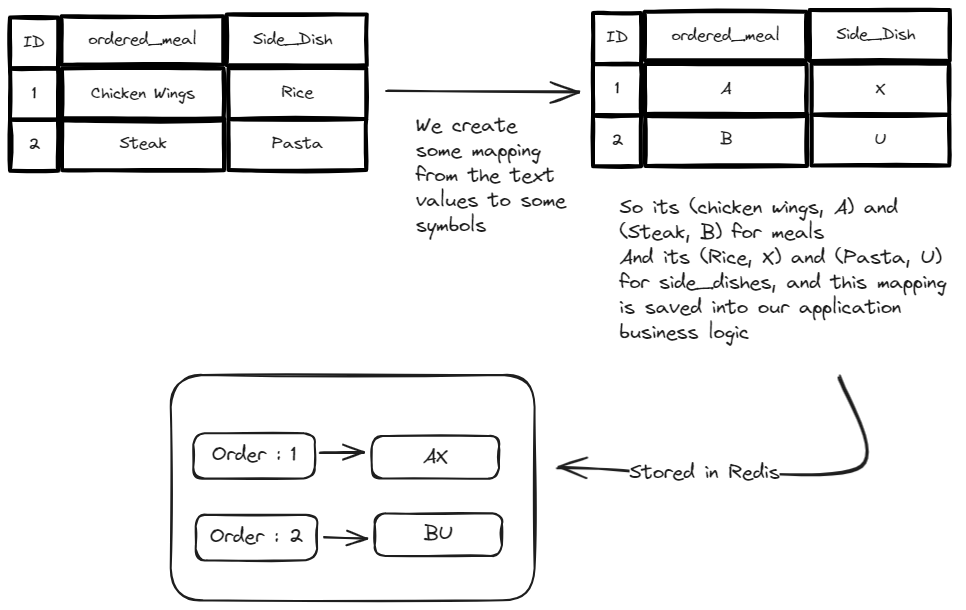 ID ordered_meal Side_Dish
1 Chicken Wings Rice
2 Steak Pasta
We create
some mapping
from the text
values to some
symbols
ID ordered_meal Side_Dish
1 A X
2 B U
So its (chicken wings, A) and
(Steak, B) for meals
And its (Rice, X) and (Pasta, U)
for side_dishes, and this mapping
is saved into our application
business logic
Stored in Redis
Order : 1 AX
Order : 2 BU